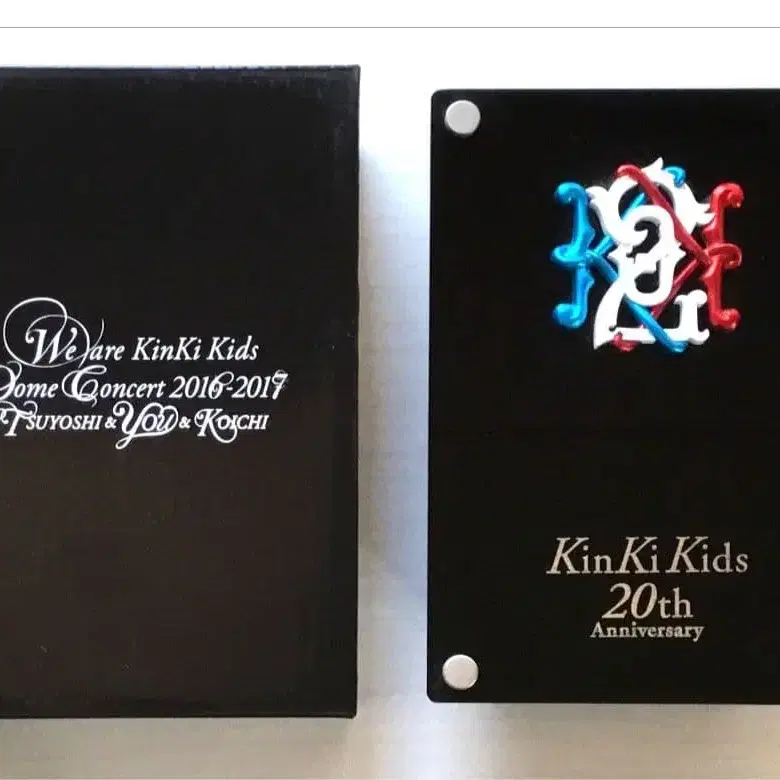 We are KinKi Kids
Dome Concert 2016-2017
TSUYOSHI & YOU & KOICHI
KinKi Kids
20th
Anniversary